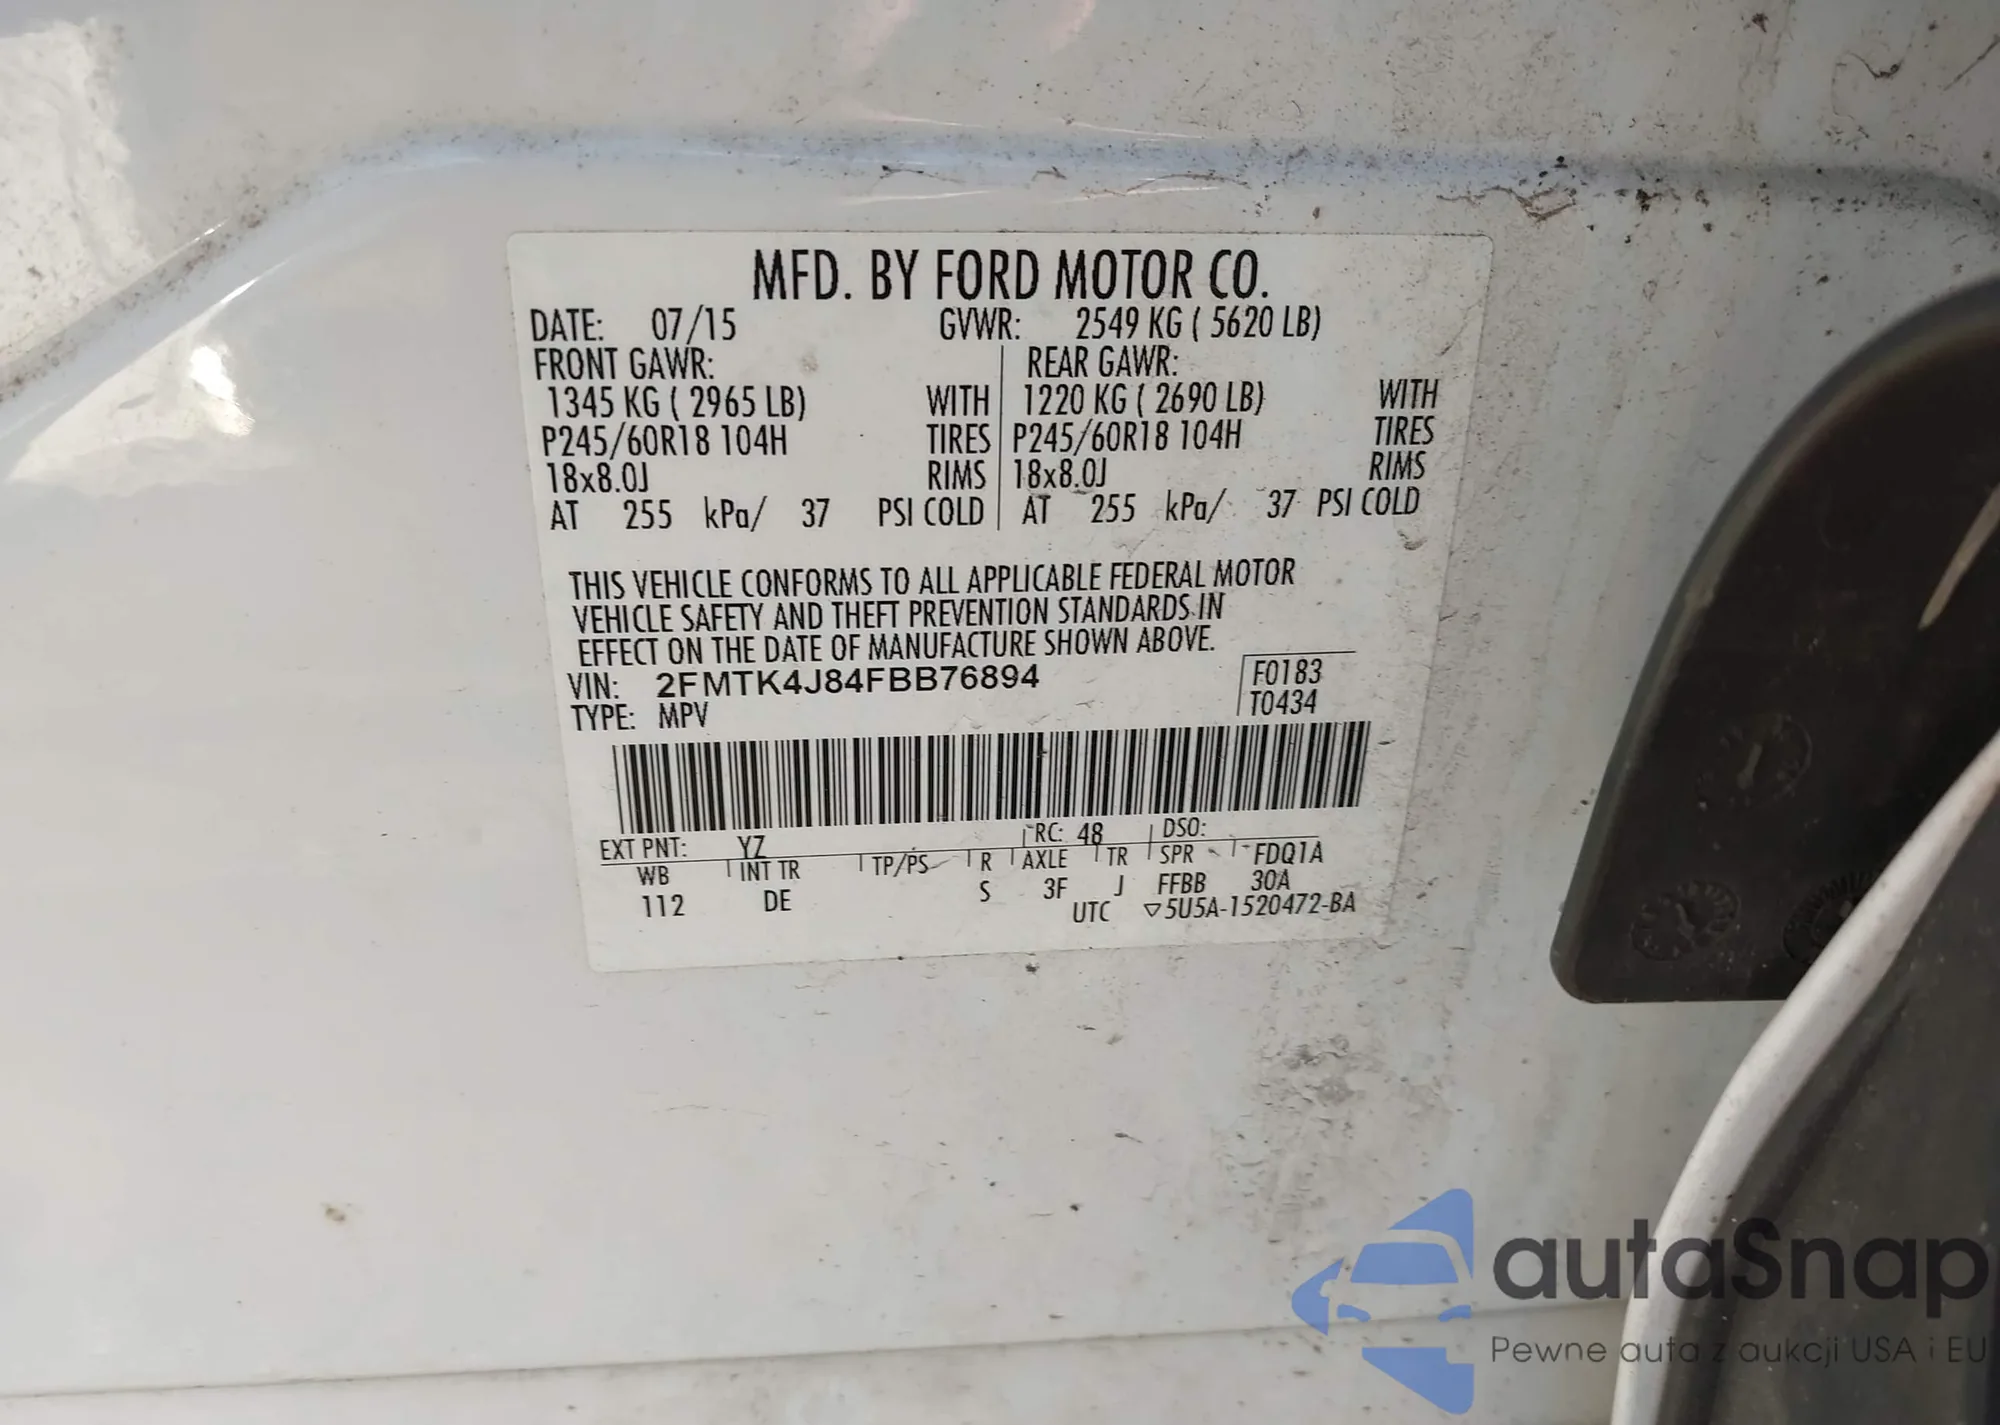 MFD. BY FORD MOTOR CO.
DATE: 07/15 GVWR: 2549 KG ( 5620 LB)
FRONT GAWR: REAR GAWR:
1345 KG ( 2965 LB) WITH 1220 KG ( 2690 LB) WITH
P245/60R18 104H TIRES P245/60R18 104H TIRES
18x8.0J RIMS 18x8.0J RIMS
AT 255 kPa/ 37 PSI COLD AT 255 kPa/ 37 PSI COLD
THIS VEHICLE CONFORMS TO ALL APPLICABLE FEDERAL MOTOR
VEHICLE SAFETY AND THEFT PREVENTION STANDARDS IN
EFFECT ON THE DATE OF MANUFACTURE SHOWN ABOVE.
VIN: 2FMTK4J84FBB76894 F0183
TYPE: MPV T0434
EXT PNT: YZ RC: 48 DSO:
WB INT TR TP/PS R AXLE TR SPR FDQ1A
112 DE S 3F J FFBB 30A
UTC ▽5U5A-1520472-BA
autaSnap
Pewne auta z aukcji USA i EU